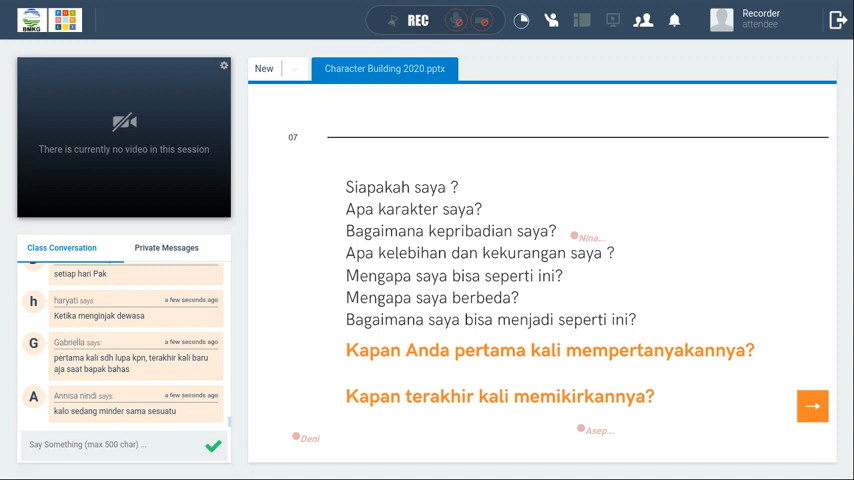 BMKG
REC
Recorder
attendee
There is currently no video in this session
Class Conversation
Private Messages
setiap hari Pak
h
haryati says:
a few seconds ago
Ketika menginjak dewasa
G
Gabriella says:
a few seconds ago
pertama kali sdh lupa kpn, terakhir kali baru
aja saat bapak bahas
A
Annisa nindi says:
a few seconds ago
kalo sedang minder sama sesuatu
Say Something (max 500 char) ...
New
Character Building 2020.pptx
07
Siapakah saya ?
Apa karakter saya?
Bagaimana kepribadian saya?
Nina...
Apa kelebihan dan kekurangan saya ?
Mengapa saya bisa seperti ini?
Mengapa saya berbeda?
Bagaimana saya bisa menjadi seperti ini?
Kapan Anda pertama kali mempertanyakannya?
Kapan terakhir kali memikirkannya?
Asep...
Deni